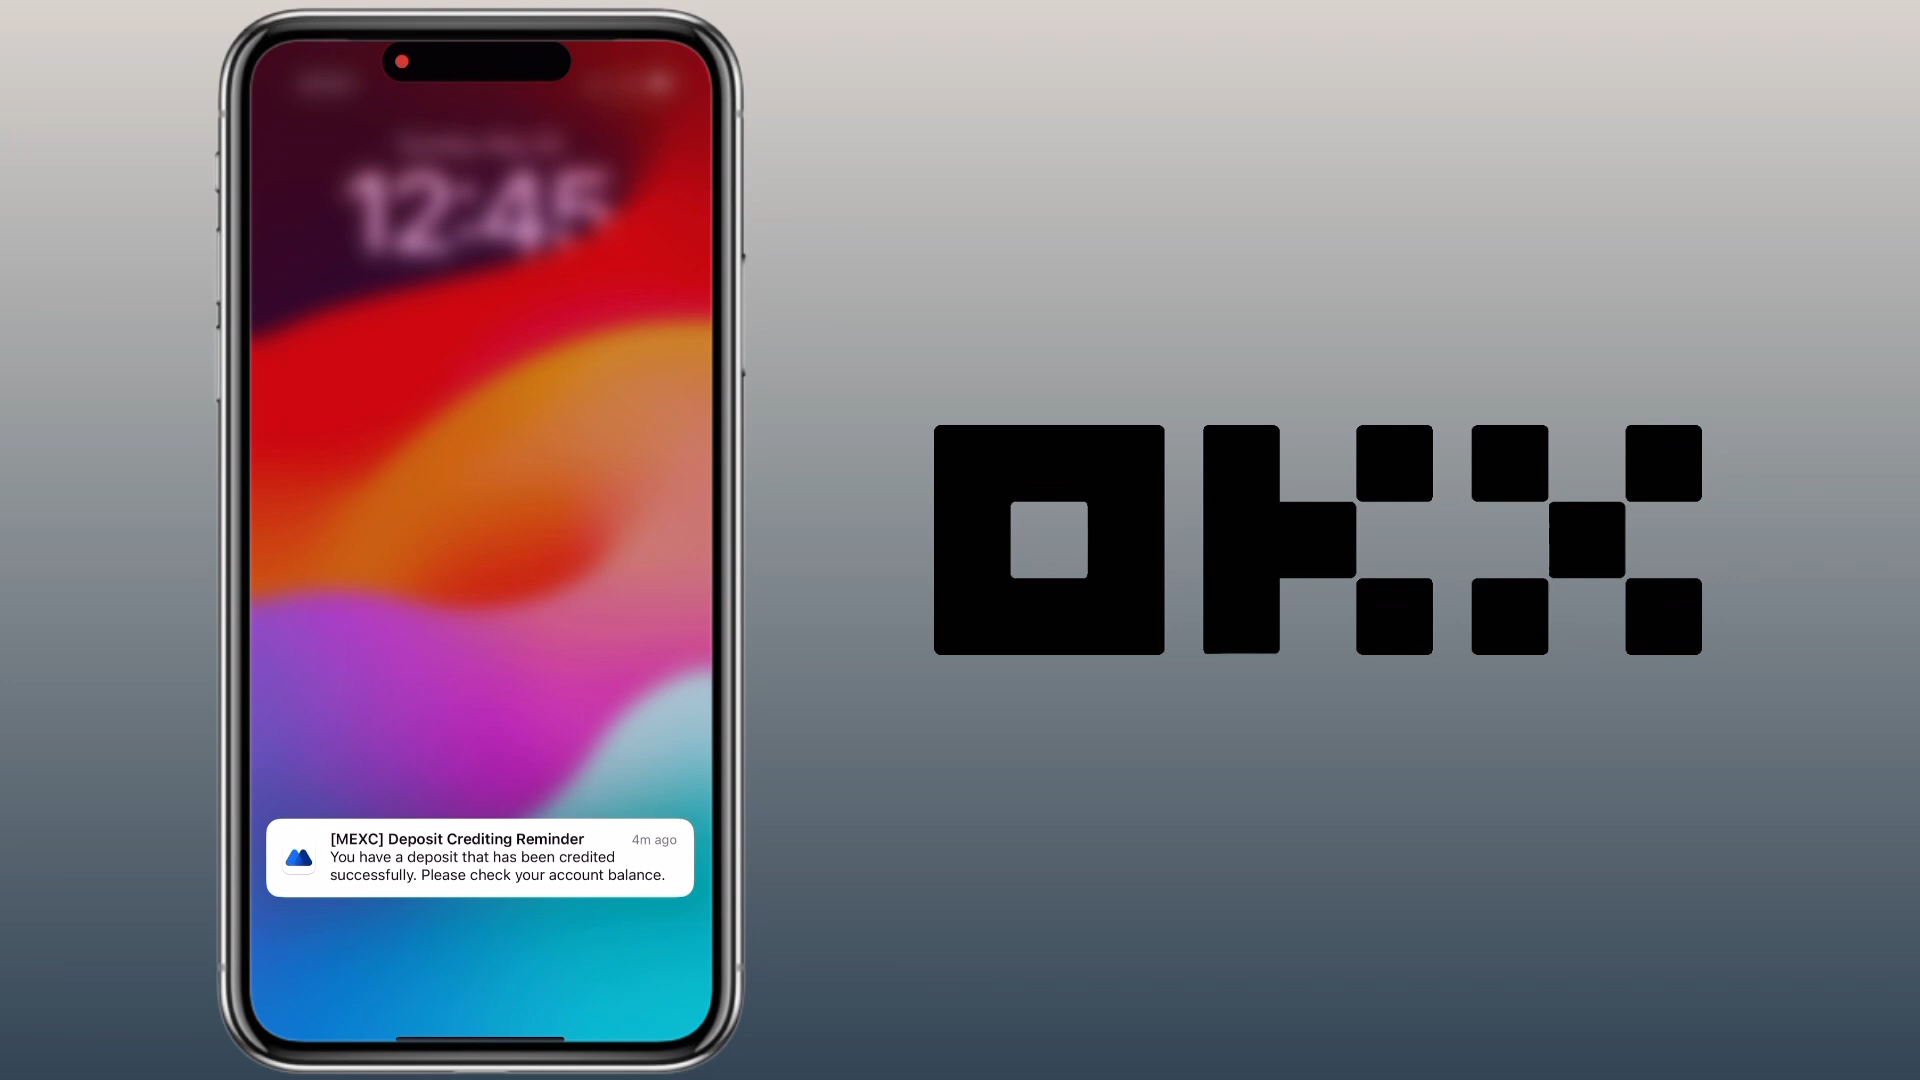 12:45
[MEXC] Deposit Crediting Reminder 4m ago
You have a deposit that has been credited
successfully. Please check your account balance.
OKX